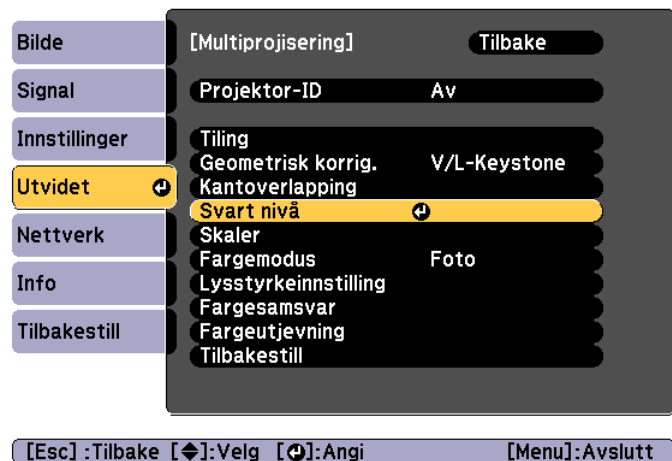 Bilde
Signal
Innstillinger
Utvidet
Nettverk
Info
Tilbakestill
[Multiprojisering] Tilbake
Projektor-ID Av
Tiling
Geometrisk korrig. V/L-Keystone
Kantoverlapping
Svart nivå
Skaler
Fargemodus Foto
Lysstyrkeinnstilling
Fargesamsvar
Fargeutjevning
Tilbakestill
[Esc] :Tilbake [◆]:Velg [⏎]:Angi [Menu]:Avslutt